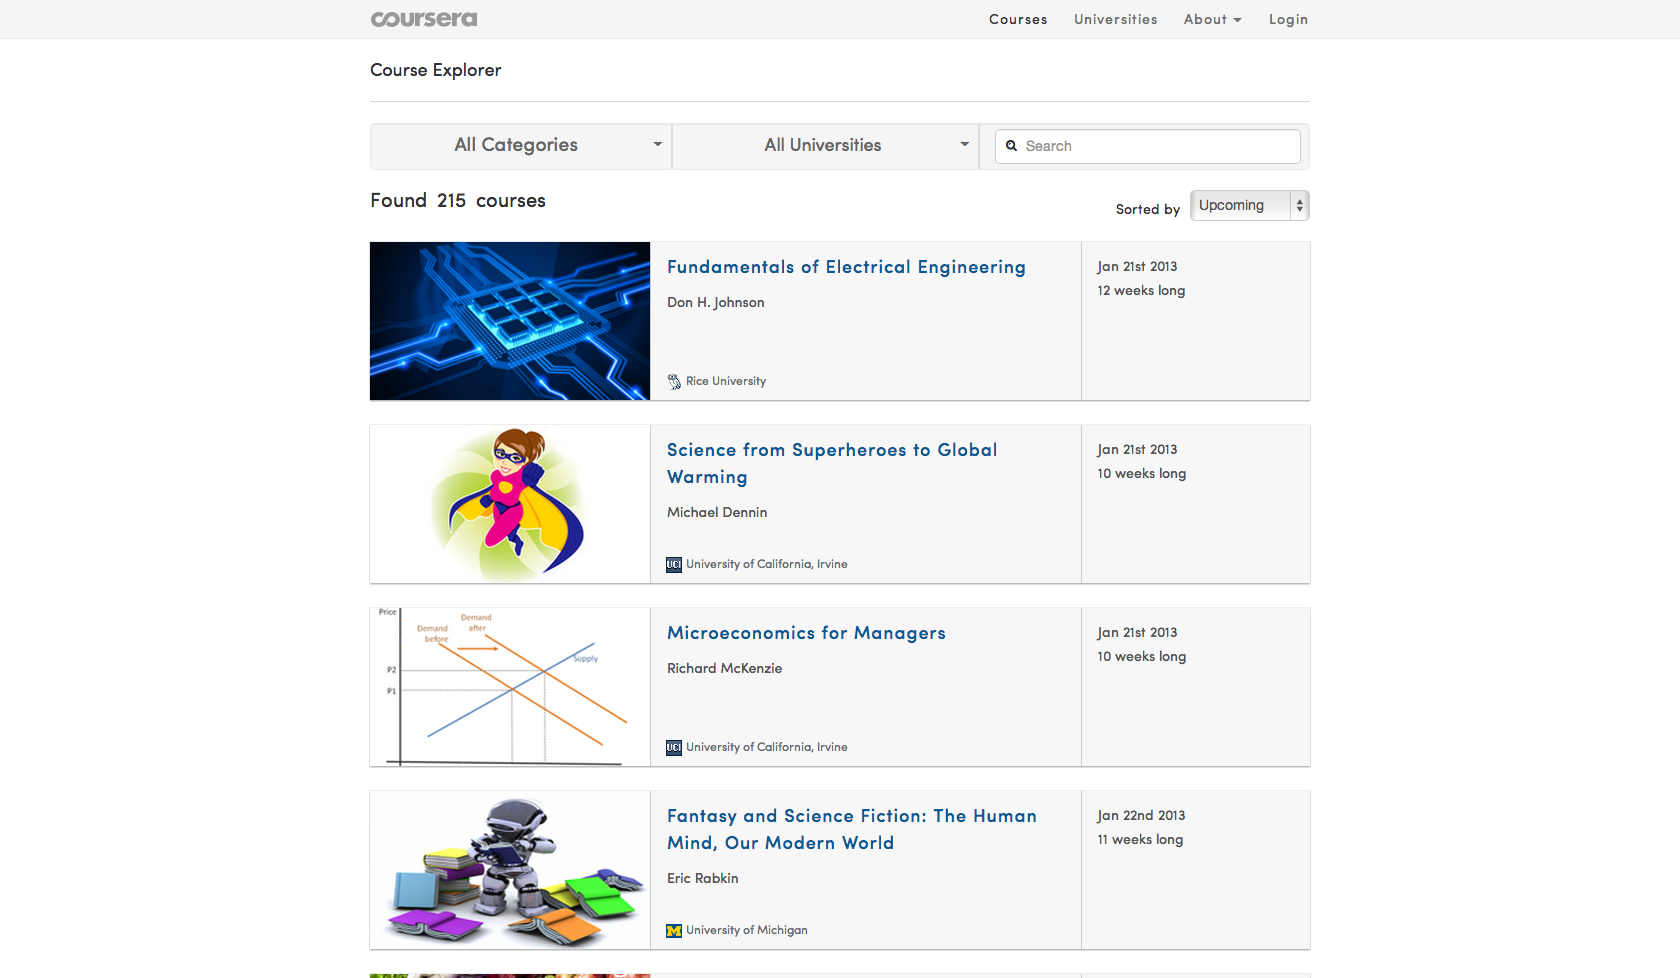 coursera
Courses Universities About Login
Course Explorer
All Categories All Universities Search
Found 215 courses
Sorted by Upcoming
Fundamentals of Electrical Engineering
Don H. Johnson
Rice University
Jan 21st 2013
12 weeks long
Science from Superheroes to Global
Warming
Michael Dennin
UCI University of California, Irvine
Jan 21st 2013
10 weeks long
Price
Demand
before
Demand
after
Supply
P2
P1
Microeconomics for Managers
Richard McKenzie
UCI University of California, Irvine
Jan 21st 2013
10 weeks long
Fantasy and Science Fiction: The Human
Mind, Our Modern World
Eric Rabkin
M University of Michigan
Jan 22nd 2013
11 weeks long